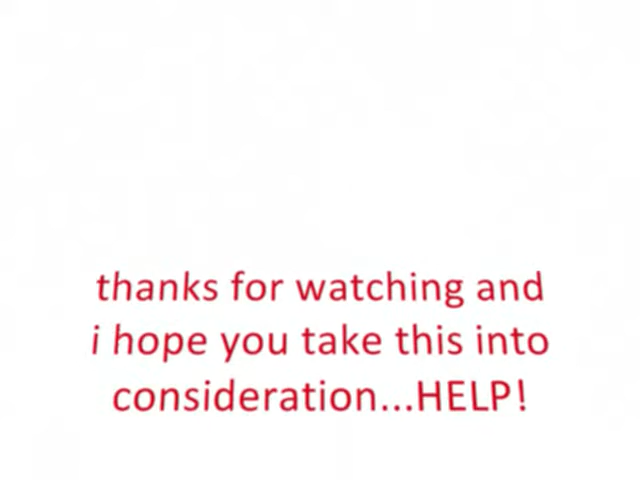 thanks for watching and
i hope you take this into
consideration...HELP!